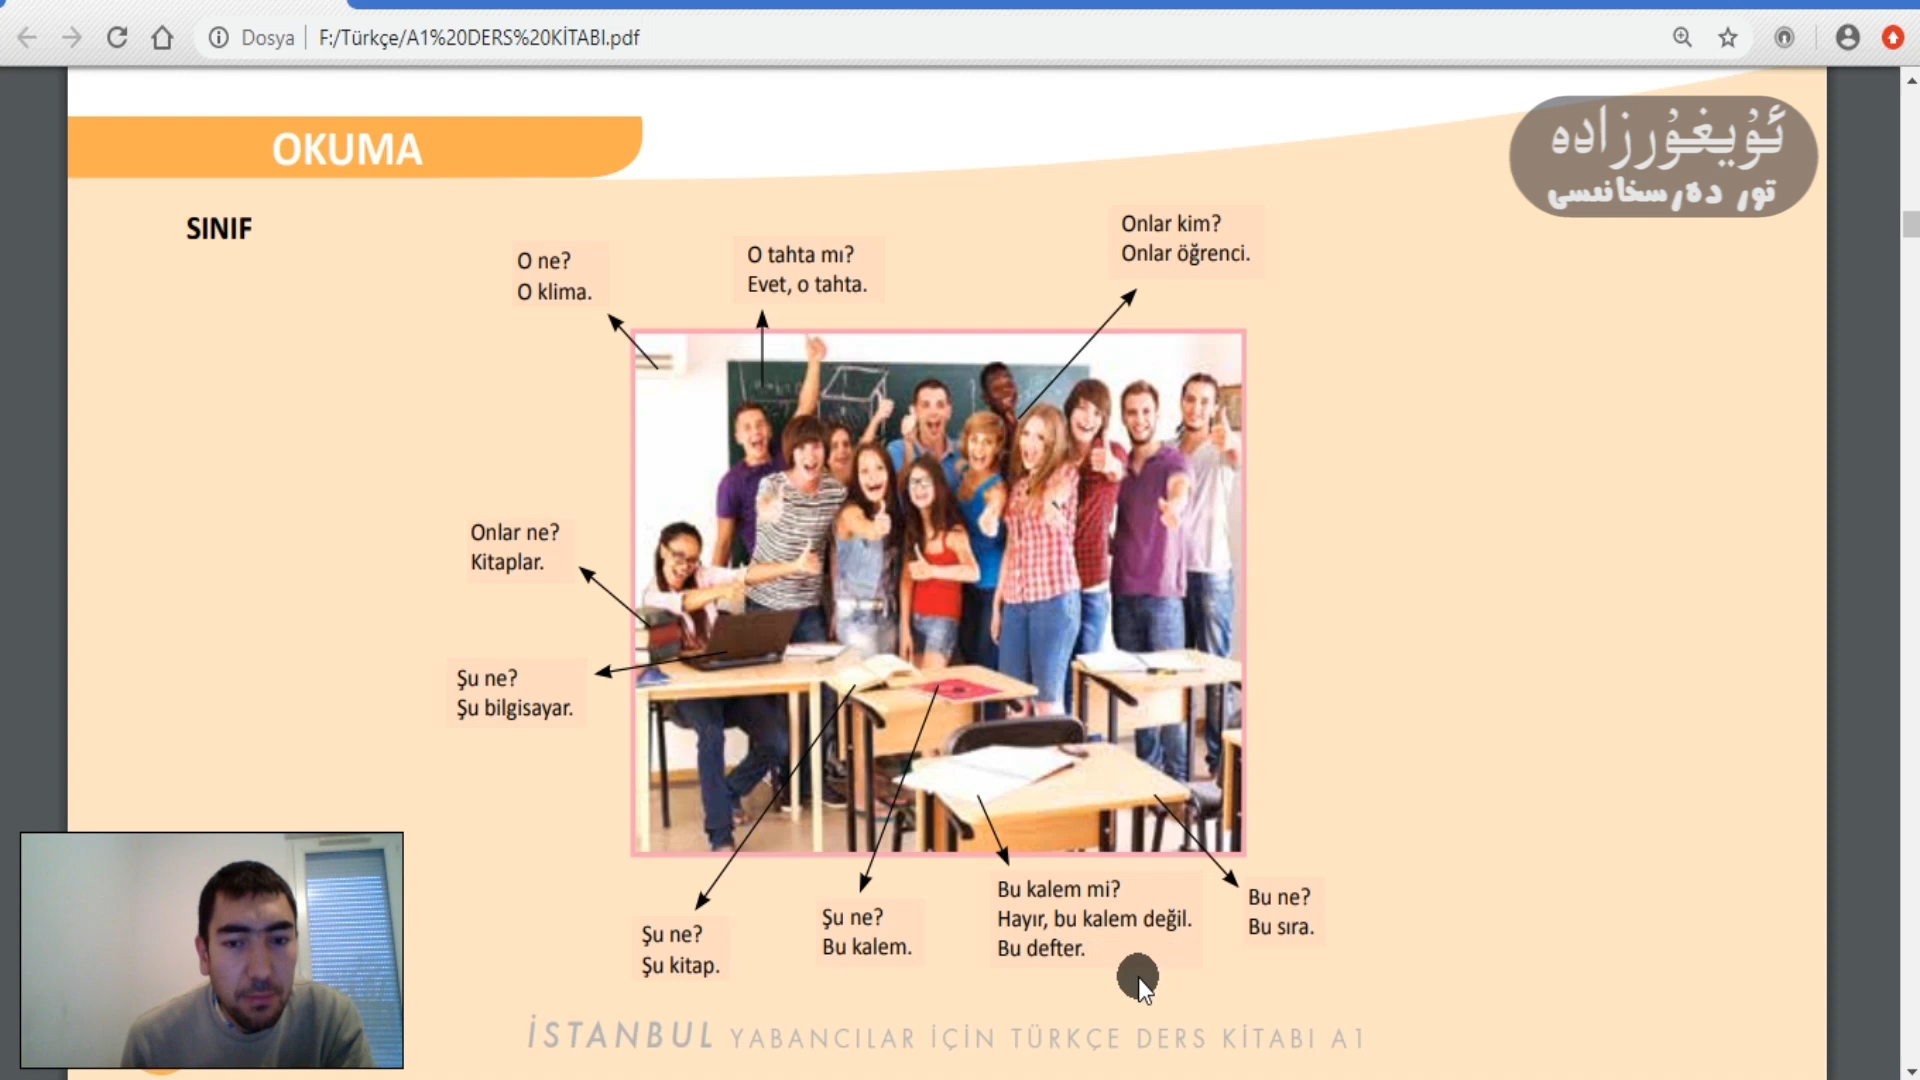 Dosya
F:/Türkçe/A1%20DERS%20KİTABI.pdf
OKUMA
ئۇيغۇرزادە
تور دەرسخانىسى
SINIF
O ne?
O klima.
O tahta mı?
Evet, o tahta.
Onlar kim?
Onlar öğrenci.
Onlar ne?
Kitaplar.
Şu ne?
Şu bilgisayar.
Şu ne?
Şu kitap.
Şu ne?
Bu kalem.
Bu kalem mi?
Hayır, bu kalem değil.
Bu defter.
Bu ne?
Bu sıra.
İSTANBUL YABANCILAR İÇİN TÜRKÇE DERS KİTABI A1